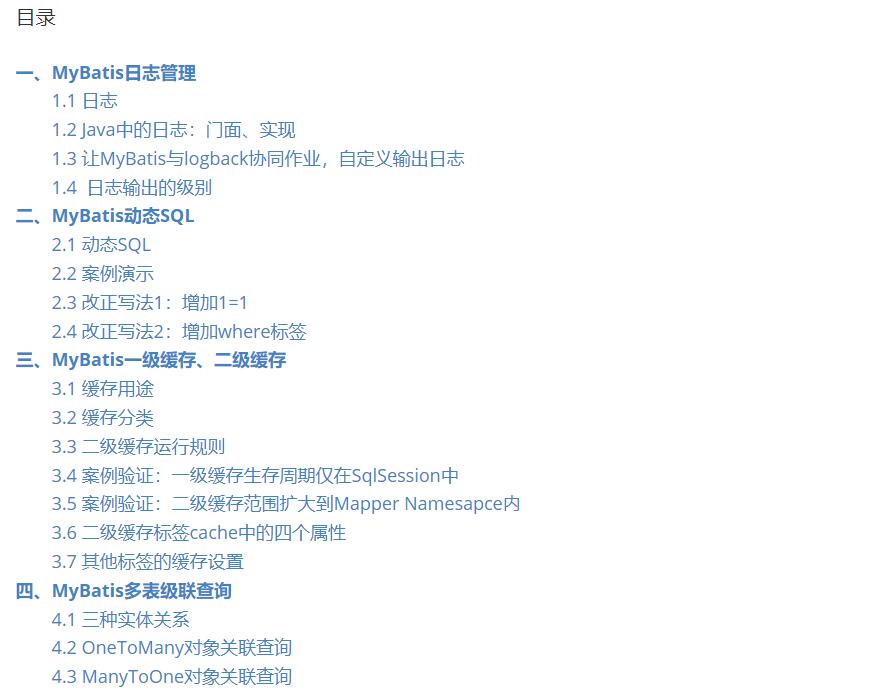 目录
一、MyBatis日志管理
1.1 日志
1.2 Java中的日志：门面、实现
1.3 让MyBatis与logback协同作业，自定义输出日志
1.4 日志输出的级别
二、MyBatis动态SQL
2.1 动态SQL
2.2 案例演示
2.3 改正写法1：增加1=1
2.4 改正写法2：增加where标签
三、MyBatis一级缓存、二级缓存
3.1 缓存用途
3.2 缓存分类
3.3 二级缓存运行规则
3.4 案例验证：一级缓存生存周期仅在SqlSession中
3.5 案例验证：二级缓存范围扩大到Mapper Namesapce内
3.6 二级缓存标签cache中的四个属性
3.7 其他标签的缓存设置
四、MyBatis多表级联查询
4.1 三种实体关系
4.2 OneToMany对象关联查询
4.3 ManyToOne对象关联查询